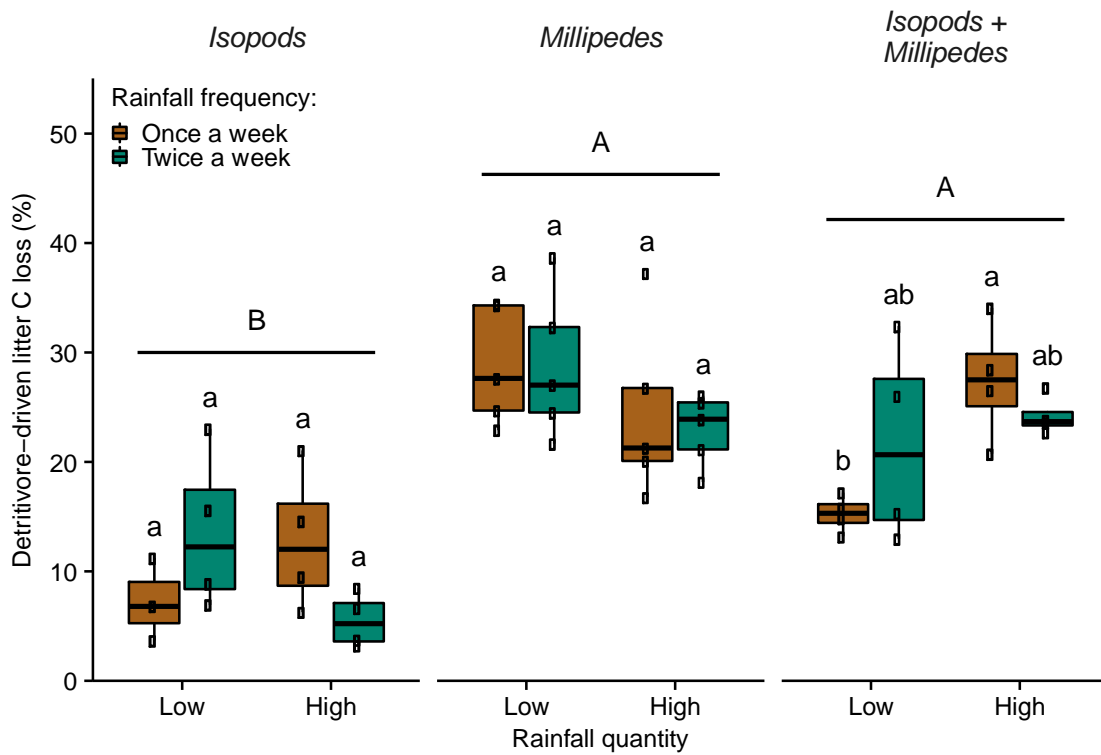 Isopods
Millipedes
Isopods +
Millipedes
Rainfall frequency:
Once a week
Twice a week
Detritivore−driven litter C loss (%)
50
40
30
20
10
0
B
a
a
a
a
A
a
a
a
a
A
b
ab
a
ab
Low
High
Low
High
Low
High
Rainfall quantity